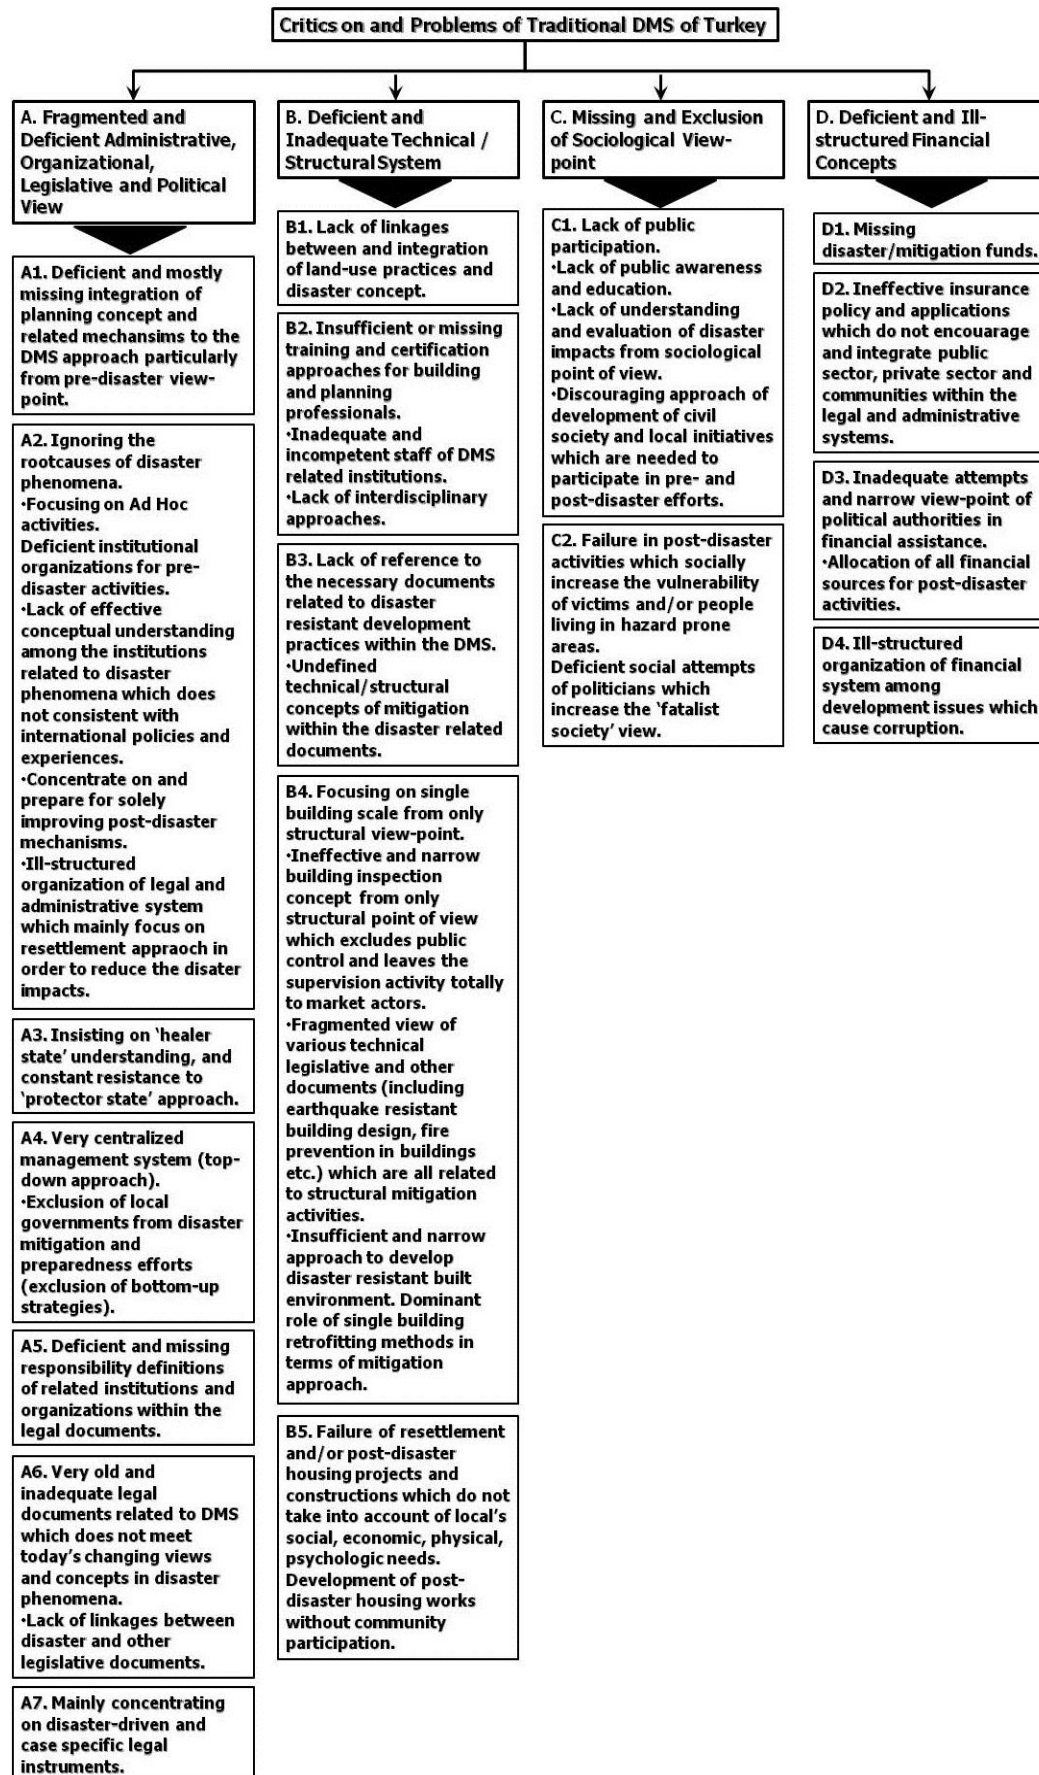 Critics on and Problems of Traditional DMS of Turkey
A. Fragmented and
Deficient Administrative,
Organizational,
Legislative and Political
View
A1. Deficient and mostly
missing integration of
planning concept and
related mechansims to the
DMS approach particularly
from pre-disaster view-
point.
A2. Ignoring the
rootcauses of disaster
phenomena.
•Focusing on Ad Hoc
activities.
Deficient institutional
organizations for pre-
disaster activities.
•Lack of effective
conceptual understanding
among the institutions
related to disaster
phenomena which does
not consistent with
international policies and
experiences.
•Concentrate on and
prepare for solely
improving post-disaster
mechanisms.
•Ill-structured
organization of legal and
administrative system
which mainly focus on
resettlement appraoch in
order to reduce the disater
impacts.
A3. Insisting on ‘healer
state’ understanding, and
constant resistance to
‘protector state’ approach.
A4. Very centralized
management system (top-
down approach).
•Exclusion of local
governments from disaster
mitigation and
preparedness efforts
(exclusion of bottom-up
strategies).
A5. Deficient and missing
responsibility definitions
of related institutions and
organizations within the
legal documents.
A6. Very old and
inadequate legal
documents related to DMS
which does not meet
today’s changing views
and concepts in disaster
phenomena.
•Lack of linkages between
disaster and other
legislative documents.
A7. Mainly concentrating
on disaster-driven and
case specific legal
instruments.
B. Deficient and
Inadequate Technical /
Structural System
B1. Lack of linkages
between and integration
of land-use practices and
disaster concept.
B2. Insufficient or missing
training and certification
approaches for building
and planning
professionals.
•Inadequate and
incompetent staff of DMS
related institutions.
•Lack of interdisciplinary
approaches.
B3. Lack of reference to
the necessary documents
related to disaster
resistant development
practices within the DMS.
•Undefined
technical/structural
concepts of mitigation
within the disaster related
documents.
B4. Focusing on single
building scale from only
structural view-point.
•Ineffective and narrow
building inspection
concept from only
structural point of view
which excludes public
control and leaves the
supervision activity totally
to market actors.
•Fragmented view of
various technical
legislative and other
documents (including
earthquake resistant
building design, fire
prevention in buildings
etc.) which are all related
to structural mitigation
activities.
•Insufficient and narrow
approach to develop
disaster resistant built
environment. Dominant
role of single building
retrofitting methods in
terms of mitigation
approach.
B5. Failure of resettlement
and/or post-disaster
housing projects and
constructions which do not
take into account of local’s
social, economic, physical,
psychologic needs.
Development of post-
disaster housing works
without community
participation.
C. Missing and Exclusion
of Sociological View-
point
C1. Lack of public
participation.
•Lack of public awareness
and education.
•Lack of understanding
and evaluation of disaster
impacts from sociological
point of view.
•Discouraging approach of
development of civil
society and local initiatives
which are needed to
participate in pre- and
post-disaster efforts.
C2. Failure in post-disaster
activities which socially
increase the vulnerability
of victims and/or people
living in hazard prone
areas.
Deficient social attempts
of politicians which
increase the ‘fatalist
society’ view.
D. Deficient and Ill-
structured Financial
Concepts
D1. Missing
disaster/mitigation funds.
D2. Ineffective insurance
policy and applications
which do not encouarage
and integrate public
sector, private sector and
communities within the
legal and administrative
systems.
D3. Inadequate attempts
and narrow view-point of
political authorities in
financial assistance.
•Allocation of all financial
sources for post-disaster
activities.
D4. Ill-structured
organization of financial
system among
development issues which
cause corruption.